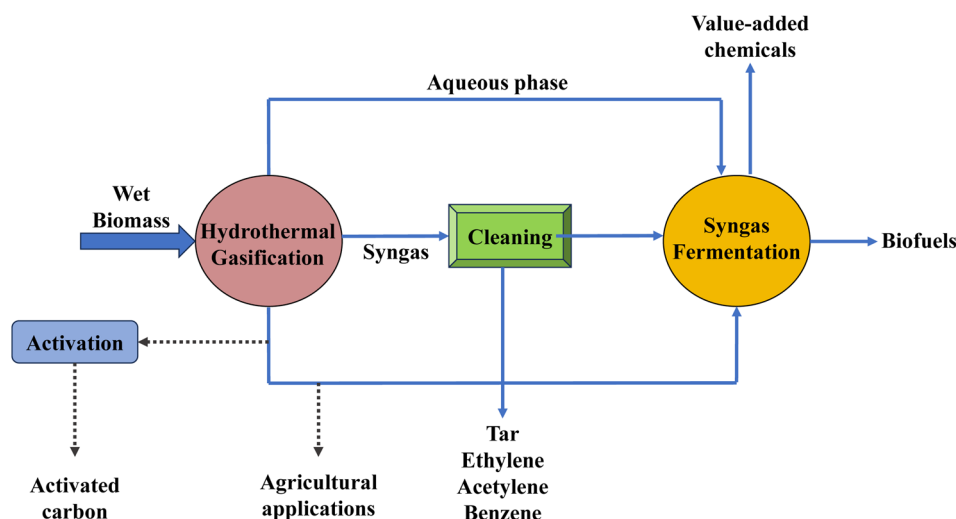 Value-added
chemicals
Aqueous phase
Wet
Biomass
Hydrothermal
Gasification
Syngas
Cleaning
Syngas
Fermentation
Biofuels
Activation
Activated
carbon
Agricultural
applications
Tar
Ethylene
Acetylene
Benzene